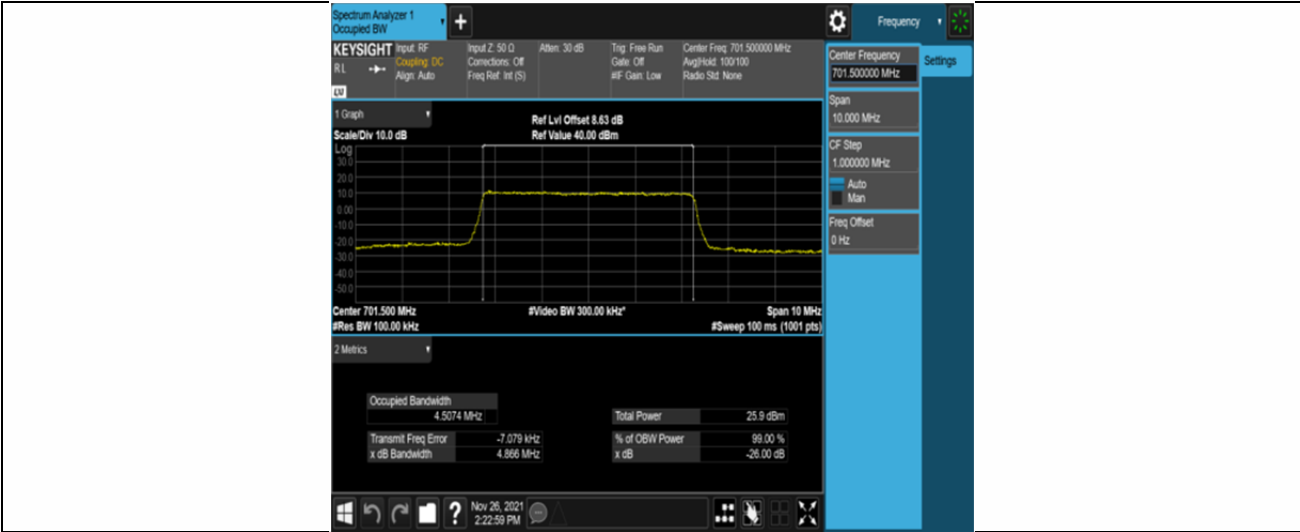 Spectrum Analyzer 1
Occupied BW
+
Frequency
KEYSIGHT
RL
LXI
Input: RF
Coupling: DC
Align: Auto
Input Z: 50 Ω
Corrections: Off
Freq Ref: Int (S)
Atten: 30 dB
Trig: Free Run
Gate: Off
#IF Gain: Low
Center Freq: 701.500000 MHz
Avg|Hold: 100/100
Radio Std: None
Center Frequency
701.500000 MHz
Settings
Span
10.000 MHz
CF Step
1.000000 MHz
Auto
Man
Freq Offset
0 Hz
1 Graph
Scale/Div 10.0 dB
Ref Lvl Offset 8.63 dB
Ref Value 40.00 dBm
Log
30.0
20.0
10.0
0.00
-10.0
-20.0
-30.0
-40.0
-50.0
Center 701.500 MHz
#Video BW 300.00 kHz*
Span 10 MHz
#Res BW 100.00 kHz
#Sweep 100 ms (1001 pts)
2 Metrics
Occupied Bandwidth
4.5074 MHz
Total Power 25.9 dBm
Transmit Freq Error -7.079 kHz
% of OBW Power 99.00 %
x dB Bandwidth 4.866 MHz
x dB -26.00 dB
?
Nov 26, 2021
2:22:59 PM